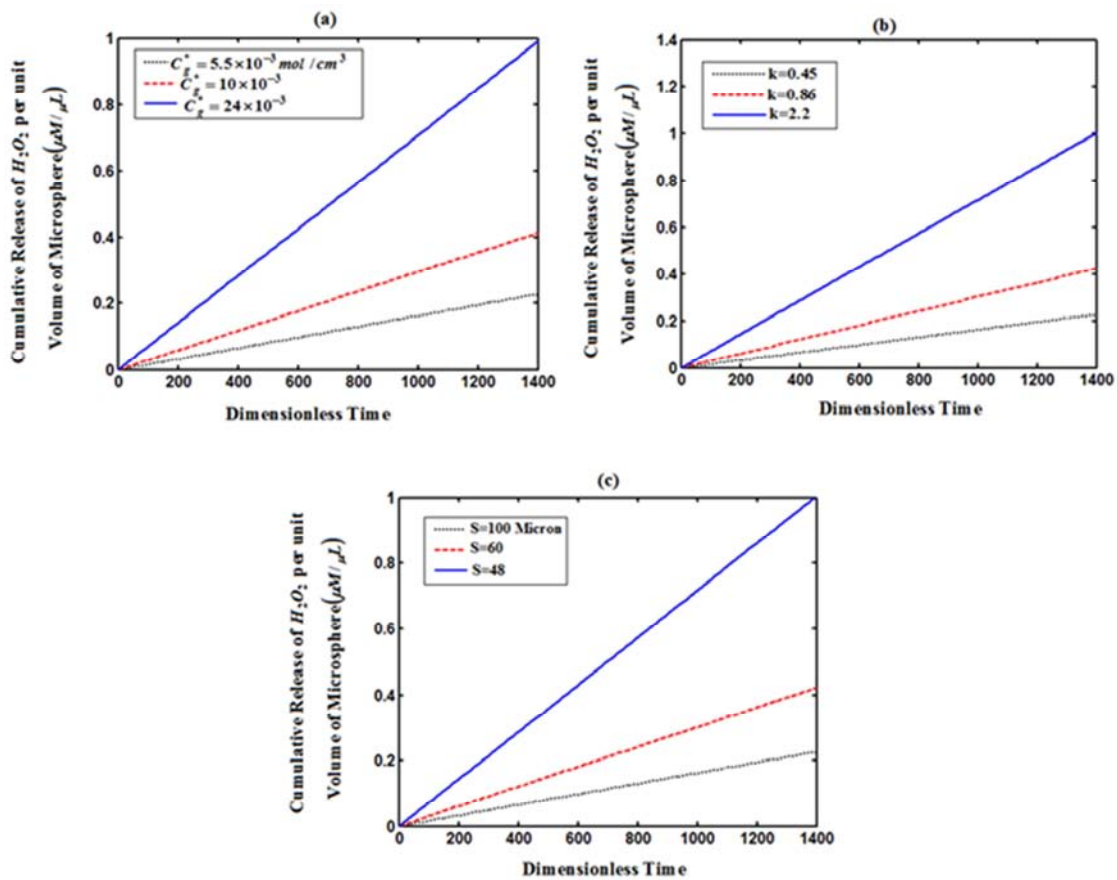 (a)
Cumulative Release of H₂O₂ per unit
Volume of Microsphere(μM/μL)
1
0.8
0.6
0.4
0.2
0
C*g = 5.5×10⁻³ mol / cm³
C*g = 10×10⁻³
C*g = 24×10⁻³
0 200 400 600 800 1000 1200 1400
Dimensionless Time
(b)
Cumulative Release of H₂O₂ per unit
Volume of Microsphere(μM/μL)
1.4
1.2
1
0.8
0.6
0.4
0.2
0
k=0.45
k=0.86
k=2.2
0 200 400 600 800 1000 1200 1400
Dimensionless Time
(c)
Cumulative Release of H₂O₂ per unit
Volume of Microsphere(μM/μL)
1
0.8
0.6
0.4
0.2
0
S=100 Micron
S=60
S=48
0 200 400 600 800 1000 1200 1400
Dimensionless Time